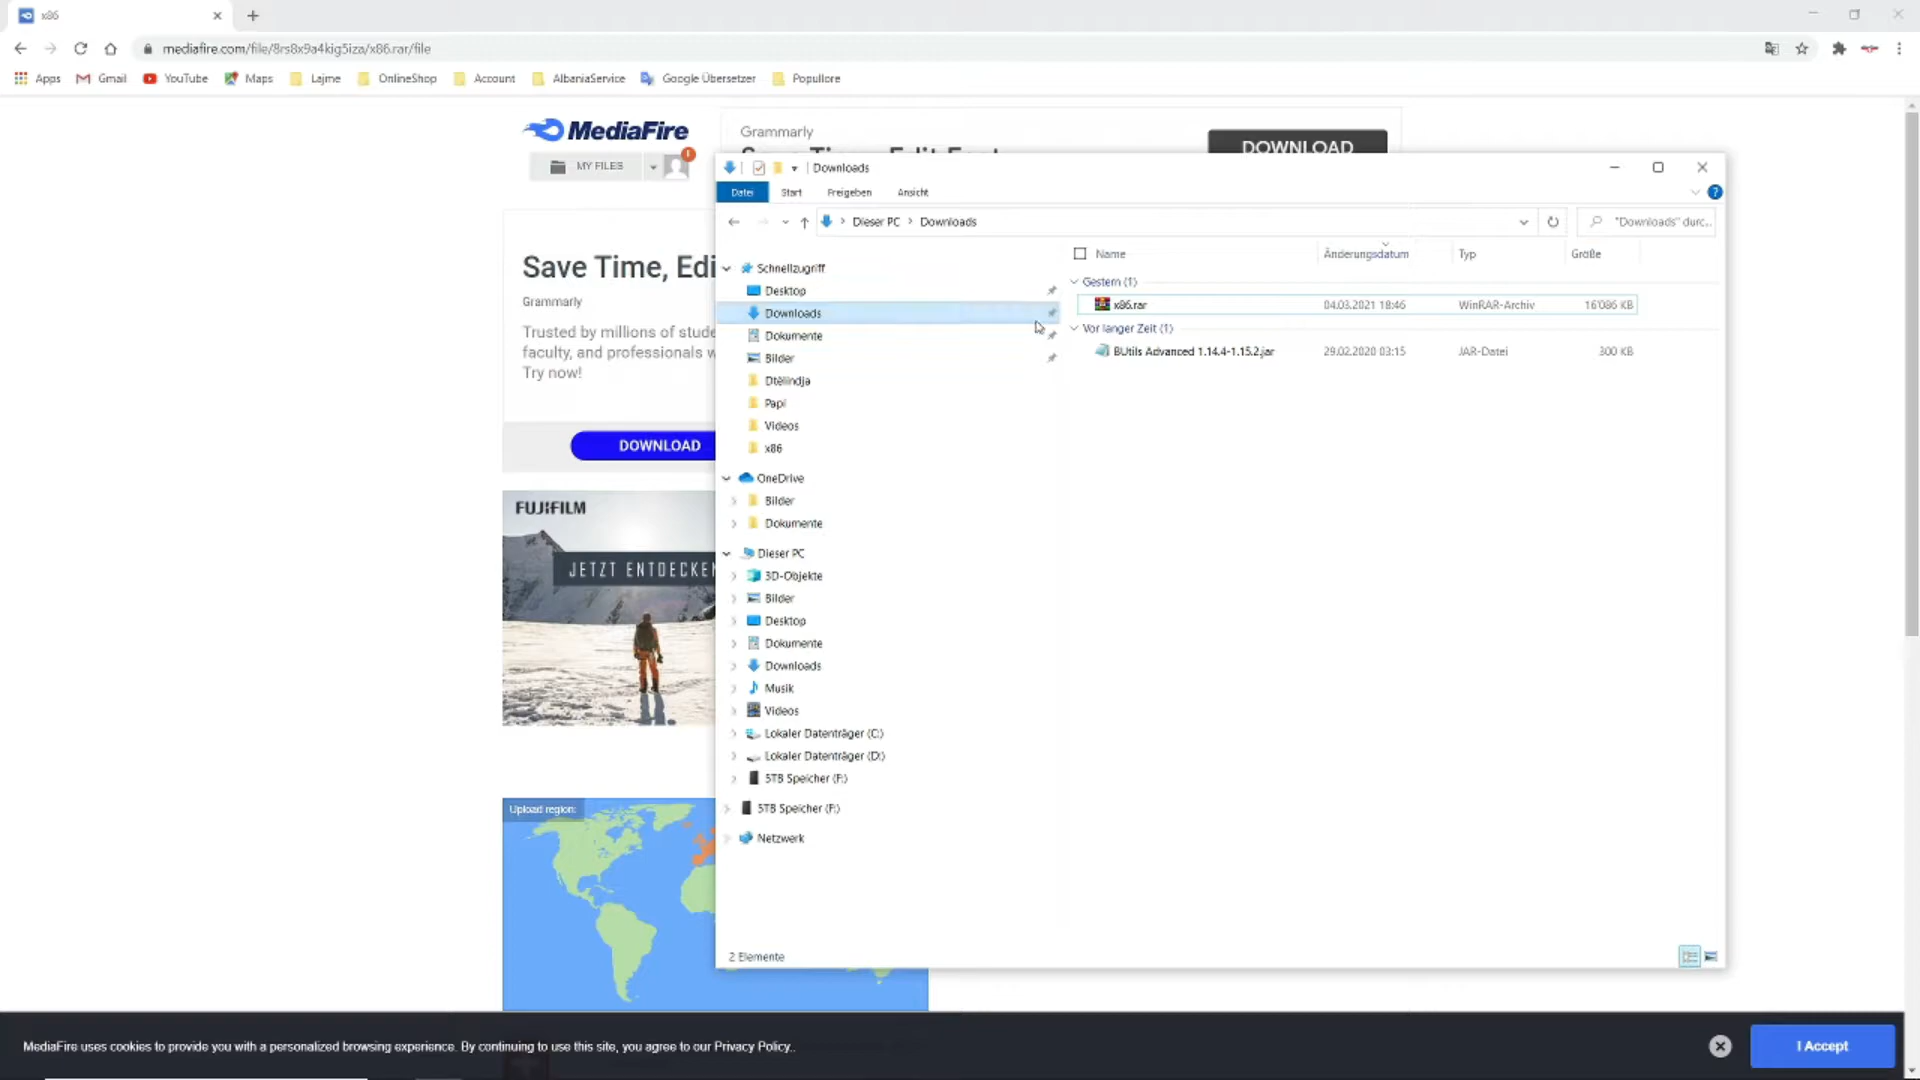 x86
mediafire.com/file/8rs8x9a4kig5iza/x86.rar/file
Apps
Gmail
YouTube
Maps
Lajme
OnlineShop
Account
AlbaniaService
Google Übersetzer
Popullore
MediaFire
MY FILES
Grammarly
DOWNLOAD
Save Time, Edi
Grammarly
Trusted by millions of stude
faculty, and professionals w
Try now!
DOWNLOAD
FUJIFILM
JETZT ENTDECKEN
Upload region:
Downloads
Datei
Start
Freigeben
Ansicht
Dieser PC
Downloads
"Downloads" durc...
Schnellzugriff
Desktop
Downloads
Dokumente
Bilder
Dtëlindja
Papi
Videos
x86
OneDrive
Bilder
Dokumente
Dieser PC
3D-Objekte
Bilder
Desktop
Dokumente
Downloads
Musik
Videos
Lokaler Datenträger (C:)
Lokaler Datenträger (D:)
5TB Speicher (F:)
5TB Speicher (F:)
Netzwerk
Name Änderungsdatum Typ Größe
Gestern (1)
x86.rar 04.03.2021 18:46 WinRAR-Archiv 16'086 KB
Vor langer Zeit (1)
BUtils Advanced 1.14.4-1.15.2.jar 29.02.2020 03:15 JAR-Datei 300 KB
2 Elemente
MediaFire uses cookies to provide you with a personalized browsing experience. By continuing to use this site, you agree to our Privacy Policy..
I Accept